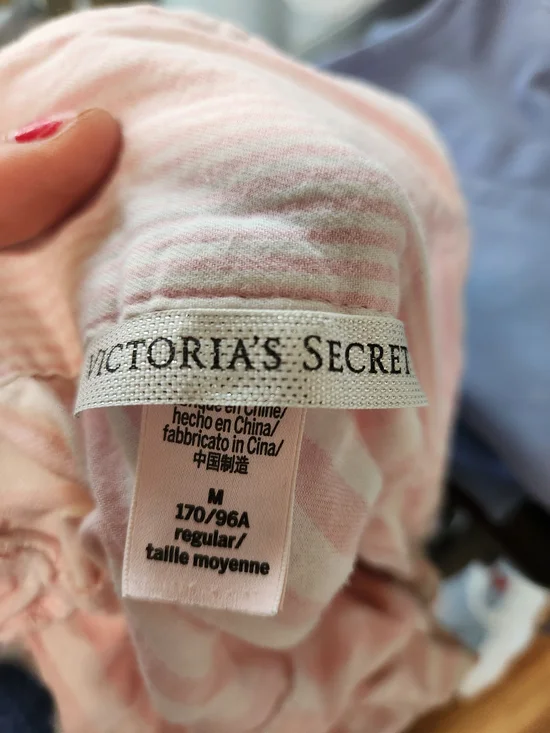 VICTORIA'S SECRET
en Chine/
hecho en China/
fabbricato in Cina/
中国制造
M
170/96A
regular/
taille moyenne